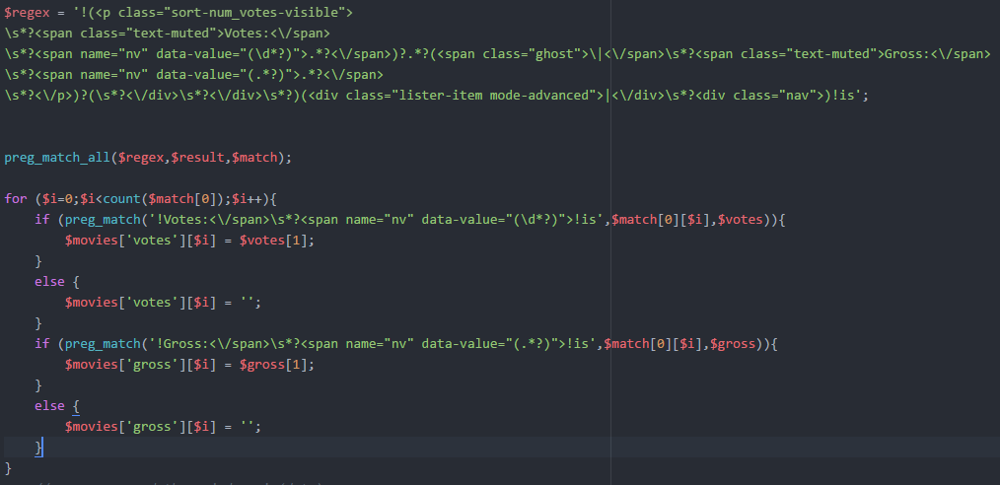 $regex = '!(<p class="sort-num_votes-visible">
\s*?<span class="text-muted">Votes:<\/span>
\s*?<span name="nv" data-value="(\d*?)">.*?<\/span>)?.*?(<span class="ghost">\|<\/span>\s*?<span class="text-muted">Gross:<\/span>
\s*?<span name="nv" data-value="(.*?)">.*?<\/span>
\s*?<\/p>)?(\s*?<\/div>\s*?<\/div>\s*?)(<div class="lister-item mode-advanced">|<\/div>\s*?<div class="nav">)!is';
preg_match_all($regex,$result,$match);
for ($i=0;$i<count($match[0]);$i++){
if (preg_match('!Votes:<\/span>\s*?<span name="nv" data-value="(\d*?)">!is',$match[0][$i],$votes)){
$movies['votes'][$i] = $votes[1];
}
else {
$movies['votes'][$i] = '';
}
if (preg_match('!Gross:<\/span>\s*?<span name="nv" data-value="(.*?)">!is',$match[0][$i],$gross)){
$movies['gross'][$i] = $gross[1];
}
else {
$movies['gross'][$i] = '';
}
}